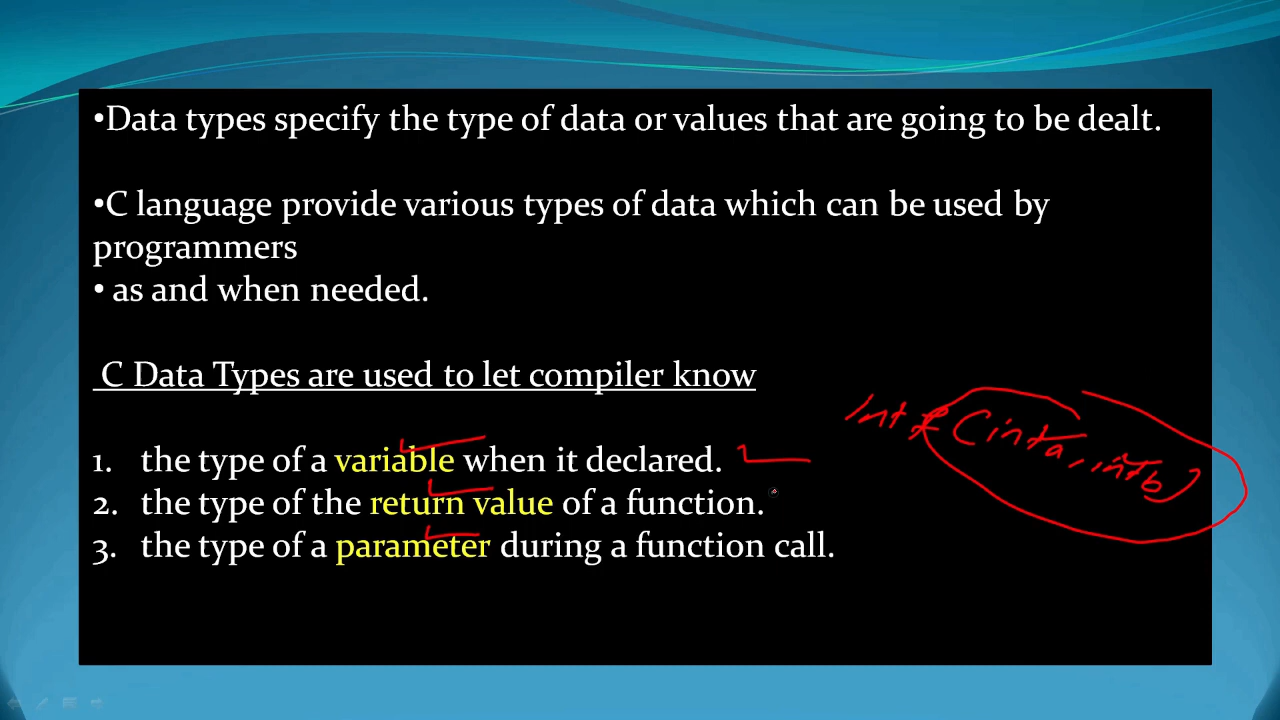 •Data types specify the type of data or values that are going to be dealt.
•C language provide various types of data which can be used by
programmers
• as and when needed.
C Data Types are used to let compiler know
int f (int a, int b)
1. the type of a variable when it declared.
2. the type of the return value of a function.
3. the type of a parameter during a function call.